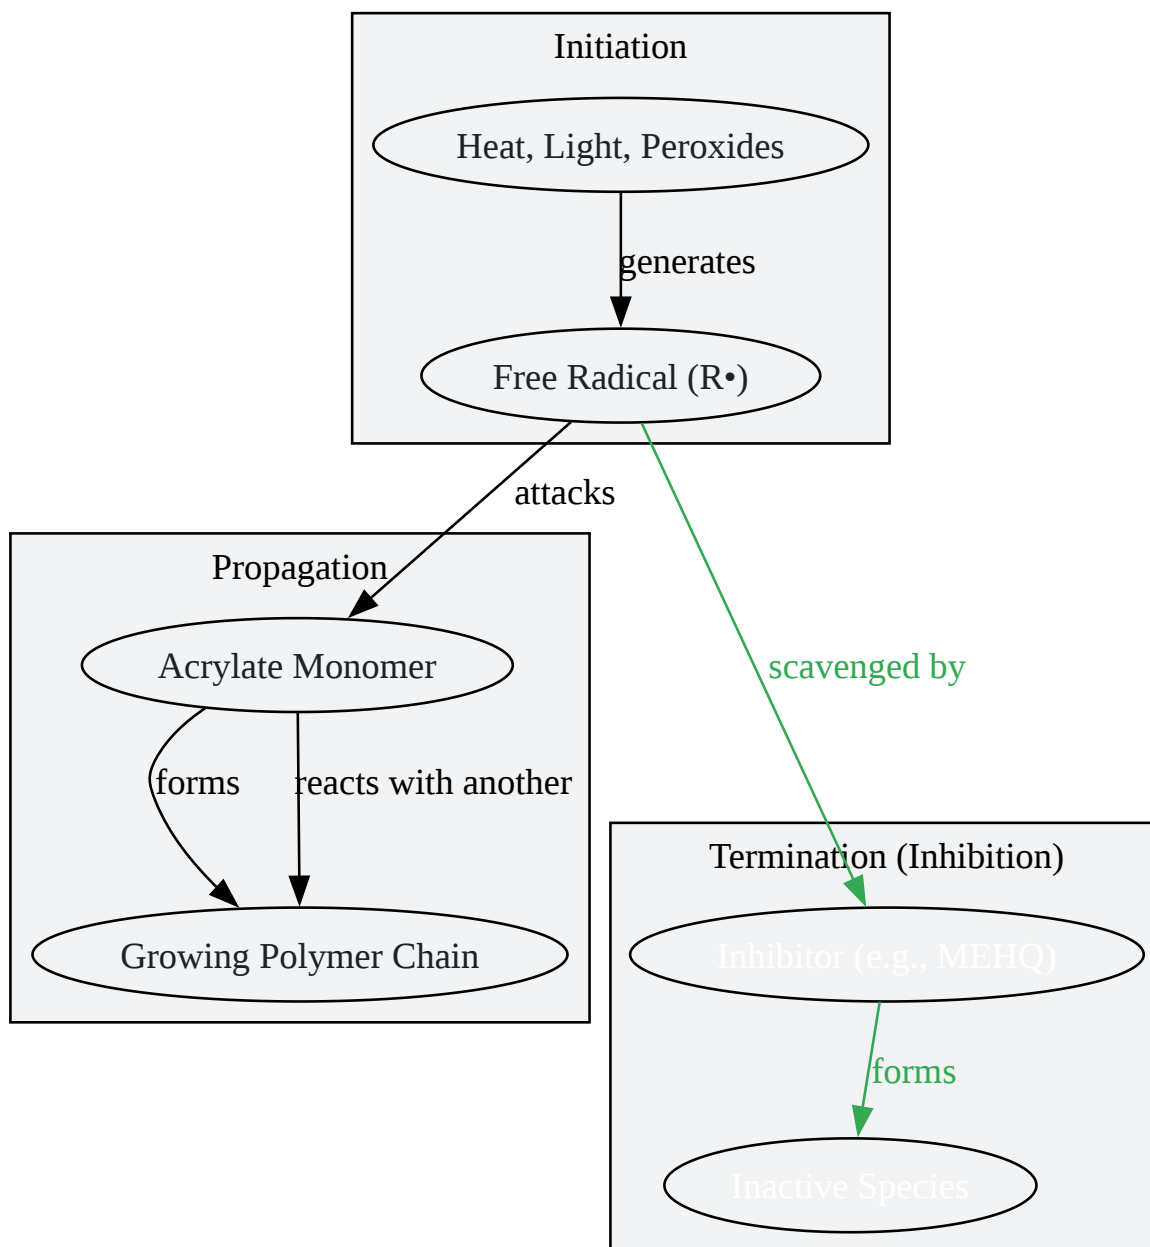 Initiation
Heat, Light, Peroxides
generates
Free Radical (R•)
attacks
Propagation
Acrylate Monomer
scavenged by
forms
reacts with another
Termination (Inhibition)
Growing Polymer Chain
Inhibitor (e.g., MEHQ)
forms
Inactive Species